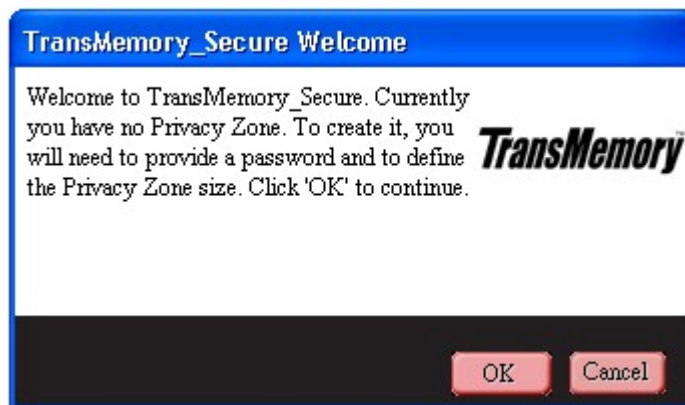 TransMemory_Secure Welcome
Welcome to TransMemory_Secure. Currently
you have no Privacy Zone. To create it, you
will need to provide a password and to define
the Privacy Zone size. Click 'OK' to continue.
TransMemory
OK
Cancel